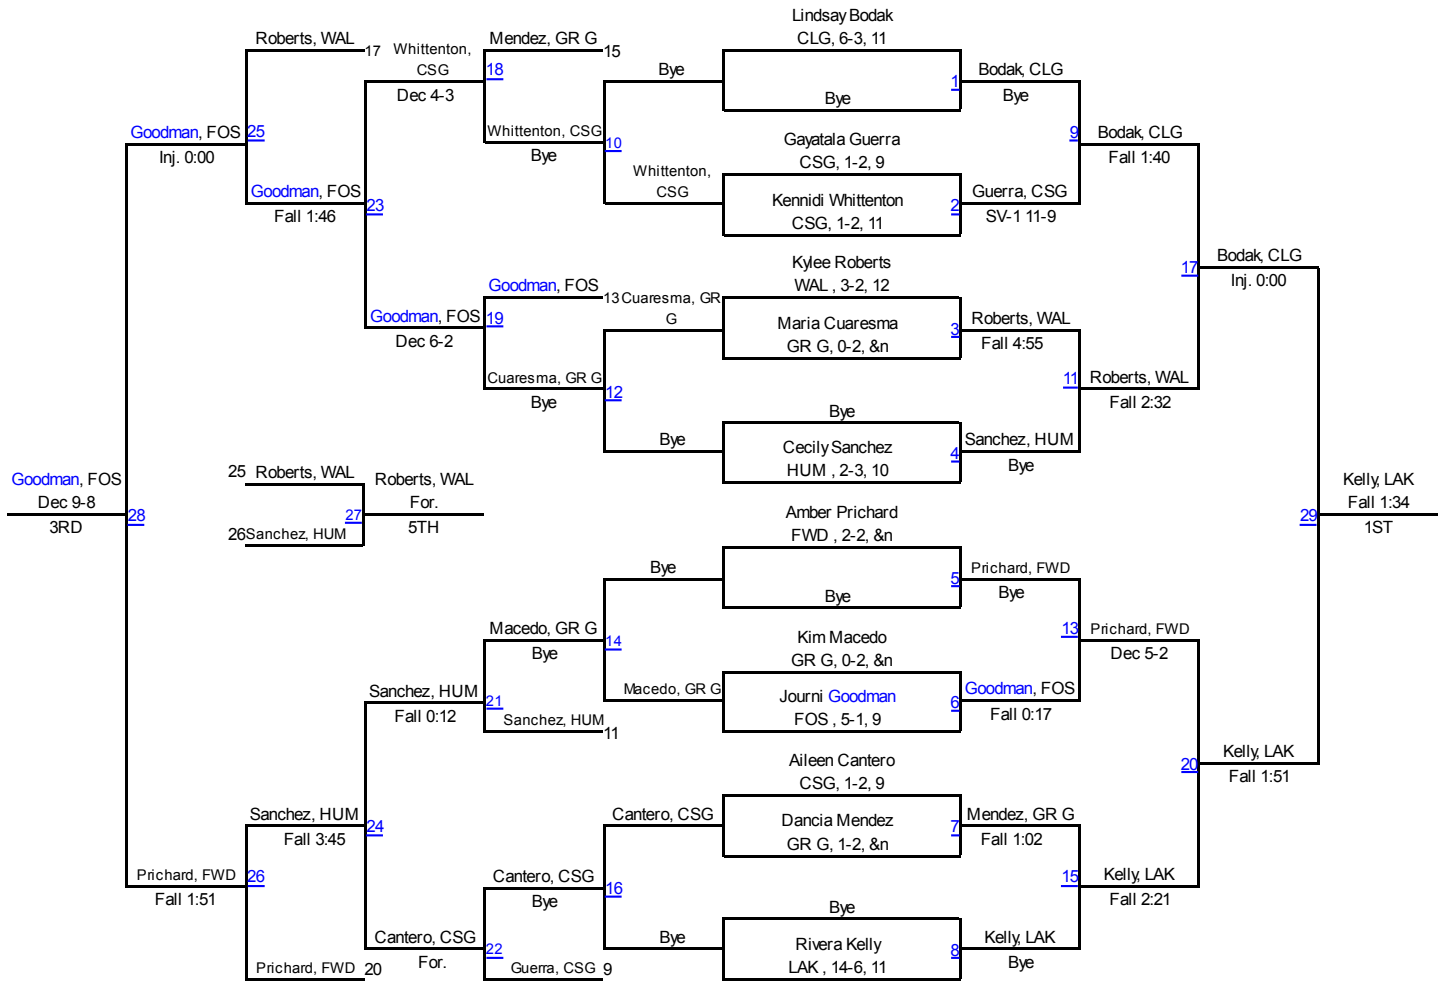 Lindsay Bodak
CLG, 6-3, 11
Roberts, WAL
17
Whittenton,
CSG
18
Dec 4-3
Mendez, GR G
15
Bye
Bye
1
Bodak, CLG
Bye
Goodman, FOS
25
Inj. 0:00
Whittenton, CSG
10
Bye
Gayatala Guerra
CSG, 1-2, 9
9
Bodak, CLG
Fall 1:40
Goodman, FOS
23
Fall 1:46
Whittenton,
CSG
Kennidi Whittenton
CSG, 1-2, 11
2
Guerra, CSG
SV-1 11-9
Kylee Roberts
WAL , 3-2, 12
17
Bodak, CLG
Inj. 0:00
Goodman, FOS
19
Dec 6-2
Goodman, FOS
13
Cuaresma, GR
G
Maria Cuaresma
GR G, 0-2, &n
3
Roberts, WAL
Fall 4:55
Cuaresma, GR G
12
Bye
11
Roberts, WAL
Fall 2:32
Bye
Bye
Cecily Sanchez
HUM , 2-3, 10
4
Sanchez, HUM
Bye
Goodman, FOS
Dec 9-8
28
3RD
25
Roberts, WAL
26
Sanchez, HUM
27
Roberts, WAL
For.
5TH
Kelly, LAK
Fall 1:34
29
1ST
Amber Prichard
FWD , 2-2, &n
Bye
Bye
5
Prichard, FWD
Bye
Macedo, GR G
14
Bye
Kim Macedo
GR G, 0-2, &n
13
Prichard, FWD
Dec 5-2
Sanchez, HUM
21
Fall 0:12
Sanchez, HUM
11
Macedo, GR G
Journi Goodman
FOS , 5-1, 9
6
Goodman, FOS
Fall 0:17
Aileen Cantero
CSG, 1-2, 9
20
Kelly, LAK
Fall 1:51
Sanchez, HUM
24
Fall 3:45
Cantero, CSG
Dancia Mendez
GR G, 1-2, &n
7
Mendez, GR G
Fall 1:02
Prichard, FWD
26
Fall 1:51
Cantero, CSG
16
Bye
15
Kelly, LAK
Fall 2:21
Bye
Cantero, CSG
22
For.
Bye
Rivera Kelly
LAK , 14-6, 11
8
Kelly, LAK
Bye
Prichard, FWD
20
Guerra, CSG
9